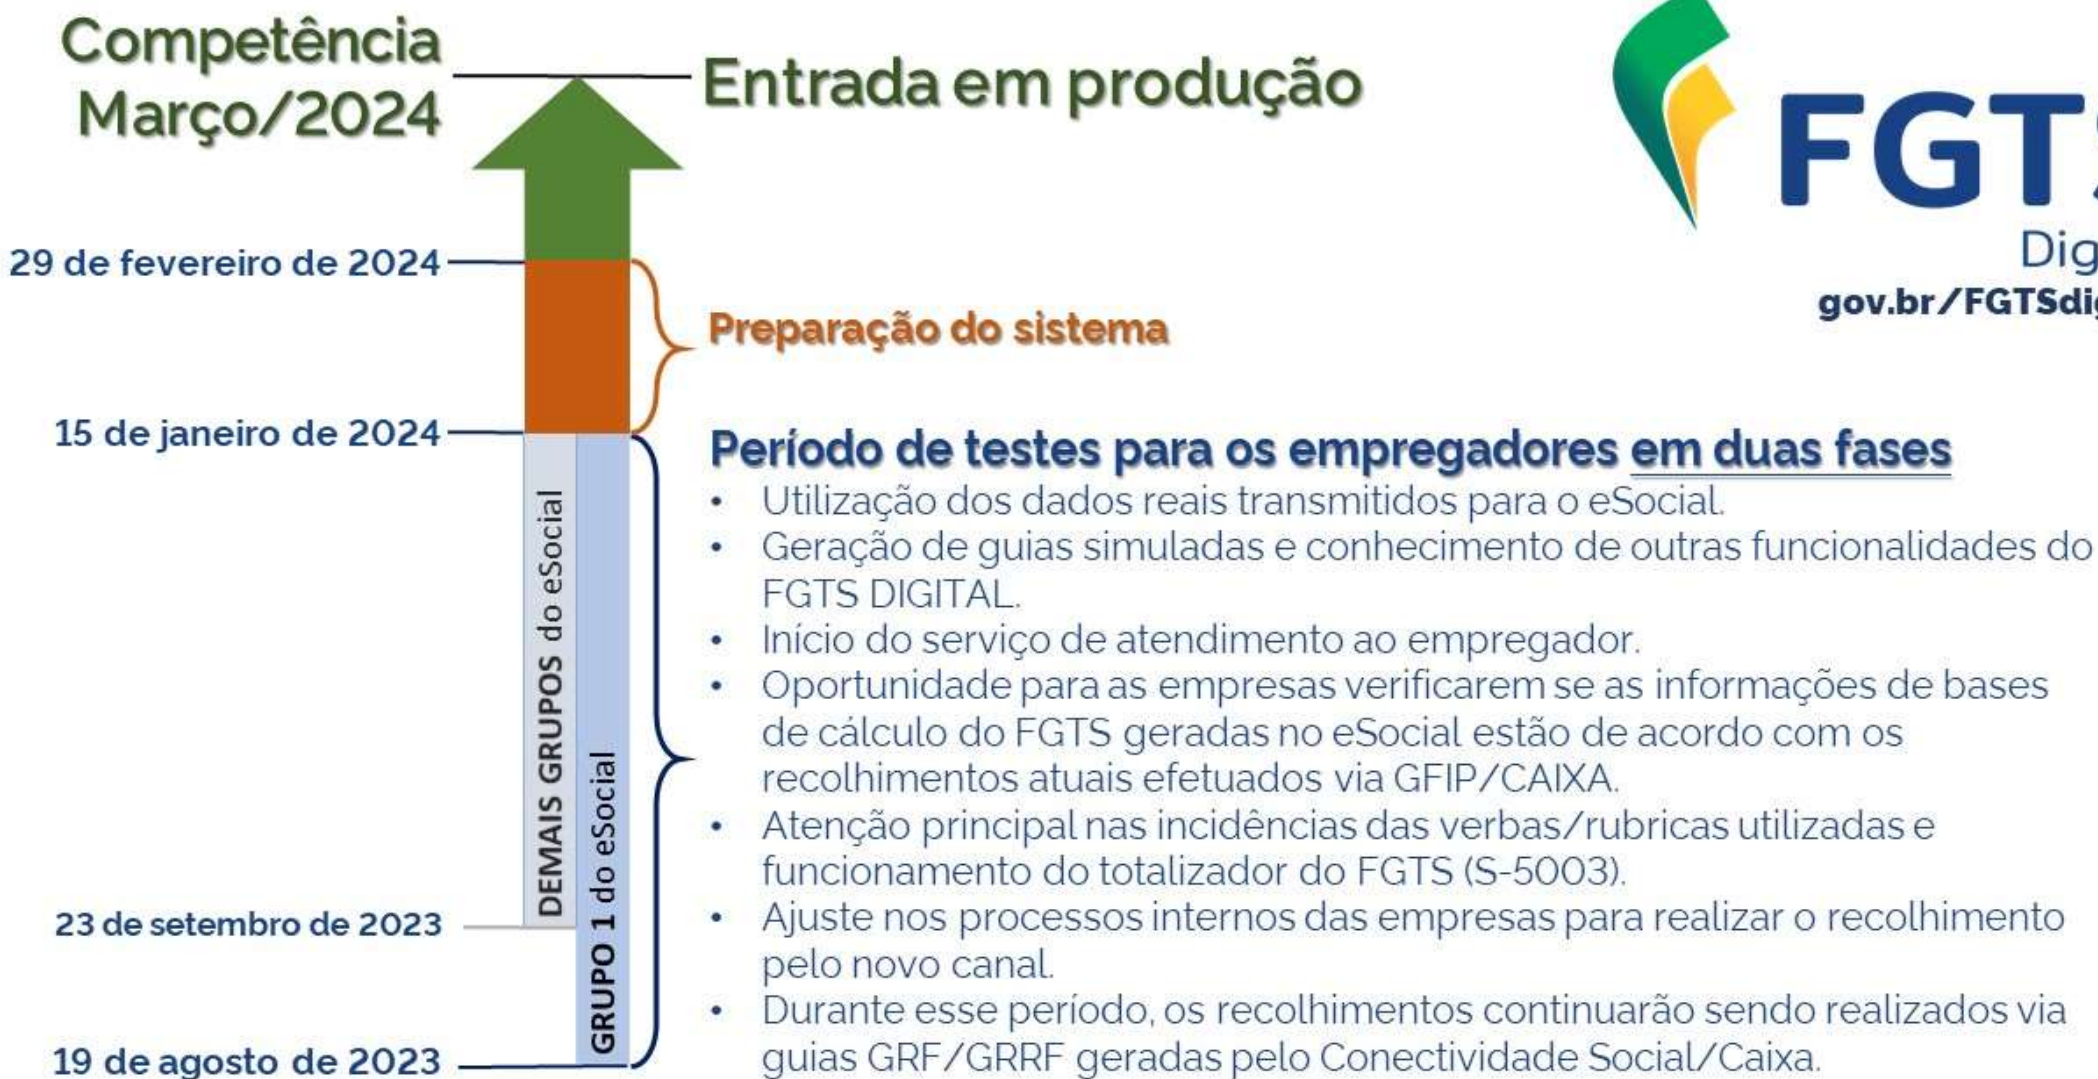 Competência
Março/2024
Entrada em produção
FGTS
Dig
gov.br/FGTSdig
29 de fevereiro de 2024
Preparação do sistema
15 de janeiro de 2024
Período de testes para os empregadores em duas fases
• Utilização dos dados reais transmitidos para o eSocial.
• Geração de guias simuladas e conhecimento de outras funcionalidades do
FGTS DIGITAL.
• Início do serviço de atendimento ao empregador.
• Oportunidade para as empresas verificarem se as informações de bases
de cálculo do FGTS geradas no eSocial estão de acordo com os
recolhimentos atuais efetuados via GFIP/CAIXA.
• Atenção principal nas incidências das verbas/rubricas utilizadas e
funcionamento do totalizador do FGTS (S-5003).
• Ajuste nos processos internos das empresas para realizar o recolhimento
pelo novo canal.
• Durante esse período, os recolhimentos continuarão sendo realizados via
guias GRF/GRRF geradas pelo Conectividade Social/Caixa.
DEMAIS GRUPOS do eSocial
GRUPO 1 do eSocial
23 de setembro de 2023
19 de agosto de 2023